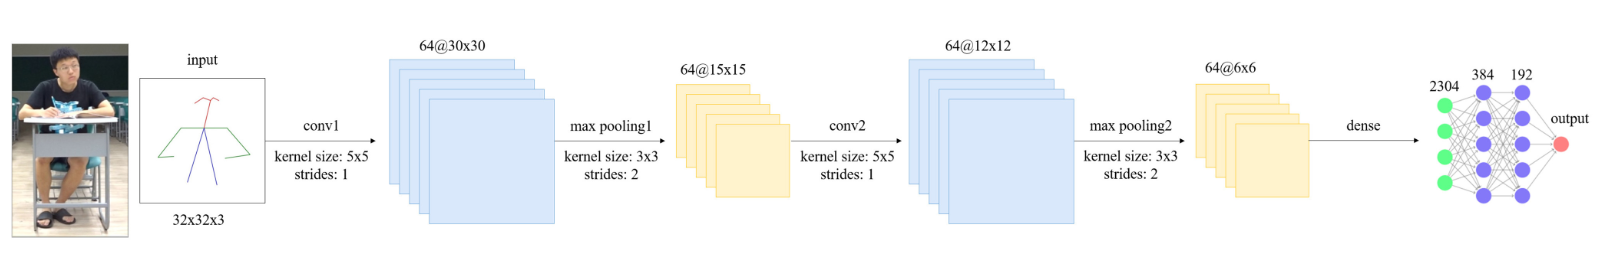 input
32x32x3
conv1
kernel size: 5x5
strides: 1
64@30x30
max pooling1
kernel size: 3x3
strides: 2
64@15x15
conv2
kernel size: 5x5
strides: 1
64@12x12
max pooling2
kernel size: 3x3
strides: 2
64@6x6
dense
2304
384
192
output